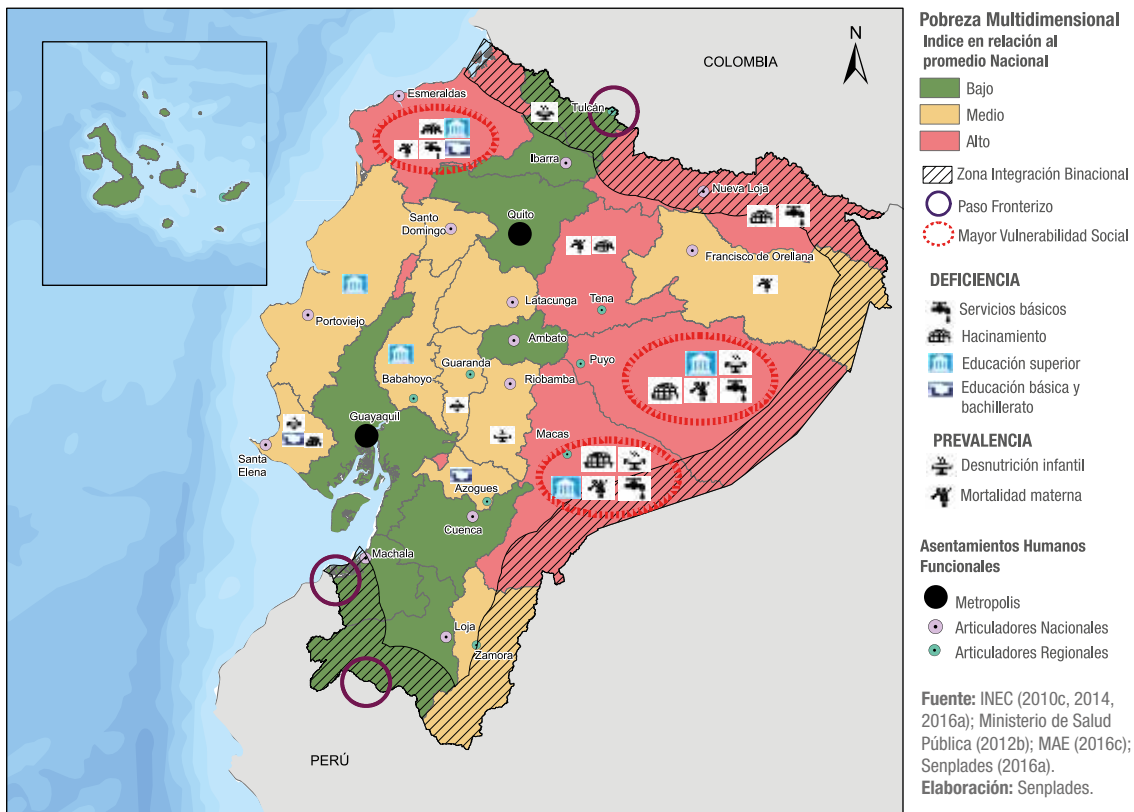 N
COLOMBIA
Esmeraldas
Tulcán
Ibarra
Nueva Loja
Santo
Domingo
Quito
Francisco de Orellana
Latacunga
Tena
Portoviejo
Ambato
Puyo
Guaranda
Riobamba
Babahoyo
Guayaquil
Macas
Santa
Elena
Azogues
Cuenca
Machala
Loja
Zamora
PERÚ
Pobreza Multidimensional
Indice en relación al
promedio Nacional
Bajo
Medio
Alto
Zona Integración Binacional
Paso Fronterizo
Mayor Vulnerabilidad Social
DEFICIENCIA
Servicios básicos
Hacinamiento
Educación superior
Educación básica y
bachillerato
PREVALENCIA
Desnutrición infantil
Mortalidad materna
Asentamientos Humanos
Funcionales
Metropolis
Articuladores Nacionales
Articuladores Regionales
Fuente: INEC (2010c, 2014,
2016a); Ministerio de Salud
Pública (2012b); MAE (2016c);
Senplades (2016a).
Elaboración: Senplades.